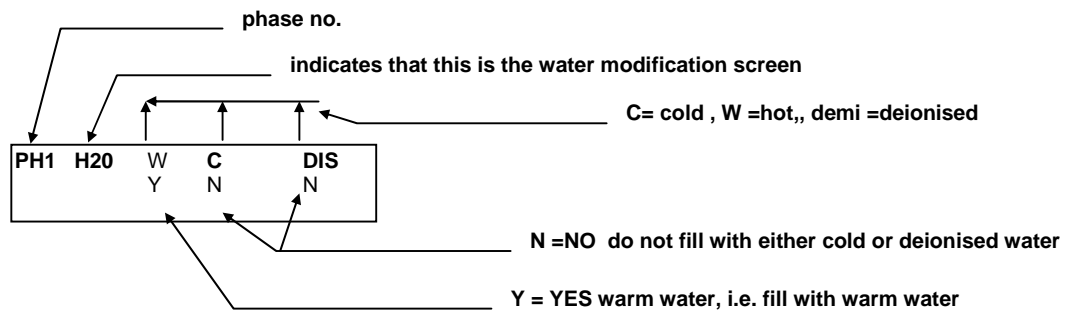 phase no.
indicates that this is the water modification screen
C= cold , W =hot,, demi =deionised
PH1 H20 W C DIS
Y N N
N =NO do not fill with either cold or deionised water
Y = YES warm water, i.e. fill with warm water